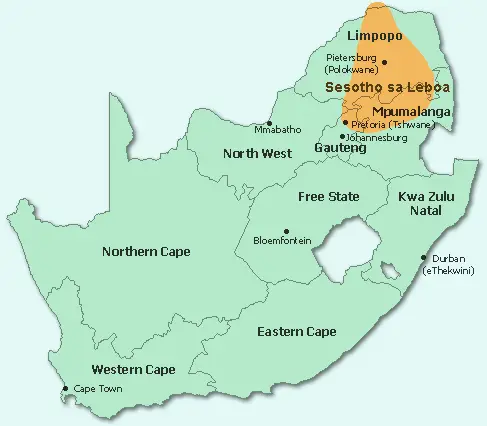 Limpopo
Pietersburg
(Polokwane)
Sesotho sa Leboa
Mpumalanga
Pretoria (Tshwane)
Mmabatho
Johannesburg
Gauteng
North West
Free State
Kwa Zulu
Natal
Bloemfontein
Northern Cape
Durban
(eThekwini)
Eastern Cape
Western Cape
Cape Town